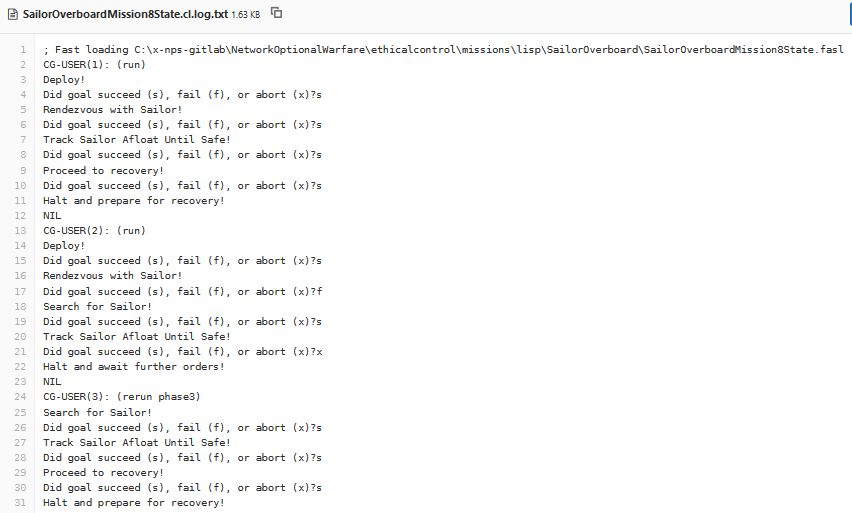 SailorOverboardMission8State.cl.log.txt 1.63 KB
1 ; Fast loading C:\x-nps-gitlab\NetworkOptionalWarfare\ethicalcontrol\missions\lisp\SailorOverboard\SailorOverboardMission8State.fasl
2 CG-USER(1): (run)
3 Deploy!
4 Did goal succeed (s), fail (f), or abort (x)?s
5 Rendezvous with Sailor!
6 Did goal succeed (s), fail (f), or abort (x)?s
7 Track Sailor Afloat Until Safe!
8 Did goal succeed (s), fail (f), or abort (x)?s
9 Proceed to recovery!
10 Did goal succeed (s), fail (f), or abort (x)?s
11 Halt and prepare for recovery!
12 NIL
13 CG-USER(2): (run)
14 Deploy!
15 Did goal succeed (s), fail (f), or abort (x)?s
16 Rendezvous with Sailor!
17 Did goal succeed (s), fail (f), or abort (x)?f
18 Search for Sailor!
19 Did goal succeed (s), fail (f), or abort (x)?s
20 Track Sailor Afloat Until Safe!
21 Did goal succeed (s), fail (f), or abort (x)?x
22 Halt and await further orders!
23 NIL
24 CG-USER(3): (rerun phase3)
25 Search for Sailor!
26 Did goal succeed (s), fail (f), or abort (x)?s
27 Track Sailor Afloat Until Safe!
28 Did goal succeed (s), fail (f), or abort (x)?s
29 Proceed to recovery!
30 Did goal succeed (s), fail (f), or abort (x)?s
31 Halt and prepare for recovery!